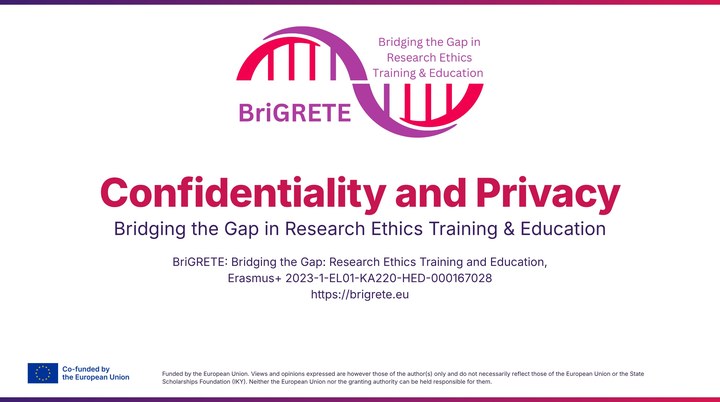 Bridging the Gap in
Research Ethics
Training & Education
BriGRETE
Confidentiality and Privacy
Bridging the Gap in Research Ethics Training & Education
BriGRETE: Bridging the Gap: Research Ethics Training and Education,
Erasmus+ 2023-1-EL01-KA220-HED-000167028
https://brigrete.eu
Co-funded by
the European Union
Funded by the European Union. Views and opinions expressed are however those of the author(s) only and do not necessarily reflect those of the European Union or the State
Scholarships Foundation (IKY). Neither the European Union nor the granting authority can be held responsible for them.